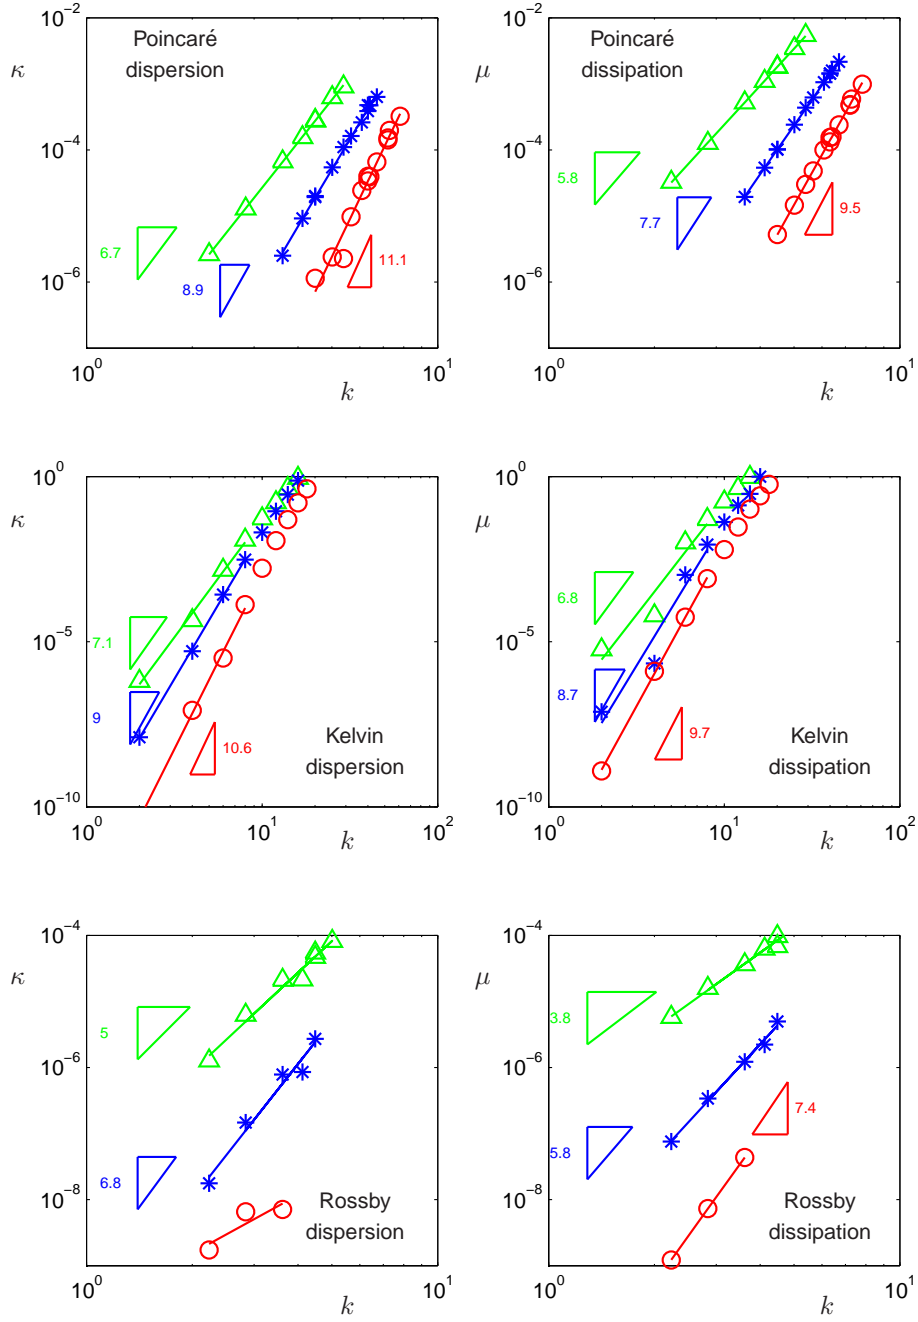 10^{-2}
κ
Poincaré
dispersion
10^{-4}
6.7
8.9
11.1
10^{-6}
10^0
10^1
k
10^{-2}
μ
Poincaré
dissipation
10^{-4}
5.8
7.7
9.5
10^{-6}
10^0
10^1
k
10^0
κ
10^{-5}
7.1
9
10.6
Kelvin
dispersion
10^{-10}
10^0
10^1
10^2
k
10^0
μ
10^{-5}
6.8
8.7
9.7
Kelvin
dissipation
10^{-10}
10^0
10^1
10^2
k
10^{-4}
κ
5
10^{-6}
6.8
10^{-8}
Rossby
dispersion
10^0
10^1
k
10^{-4}
μ
3.8
10^{-6}
7.4
5.8
10^{-8}
Rossby
dissipation
10^0
10^1
k